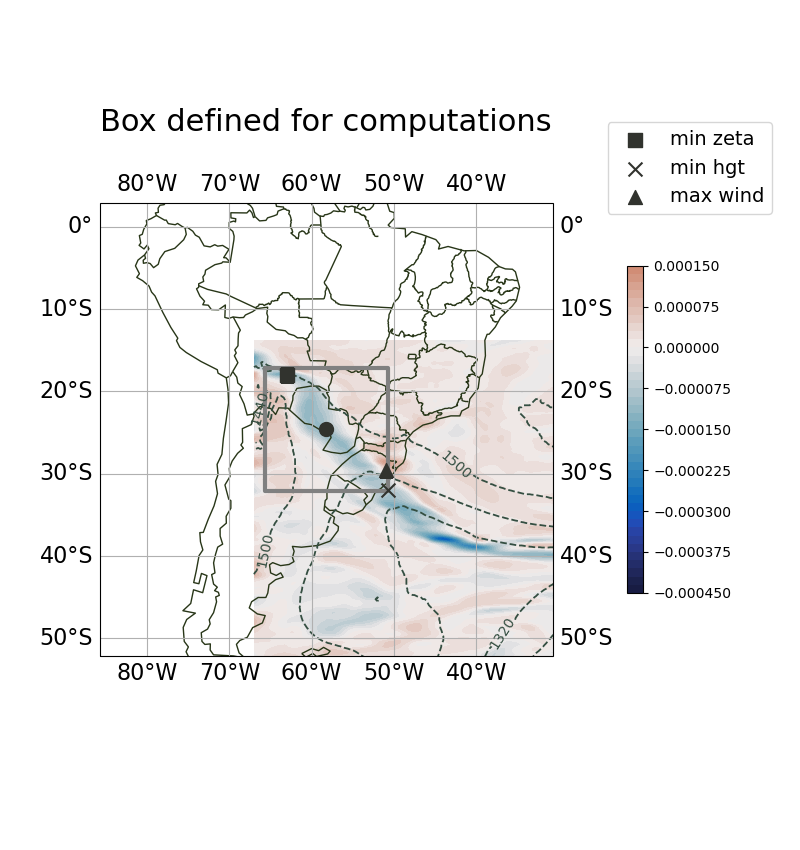 Box defined for computations
min zeta
min hgt
max wind
80°W 70°W 60°W 50°W 40°W
0° 0°
10°S 10°S
20°S 20°S
30°S 30°S
40°S 40°S
50°S 50°S
80°W 70°W 60°W 50°W 40°W
1440
1500
1500
1320
0.000150
0.000075
0.000000
−0.000075
−0.000150
−0.000225
−0.000300
−0.000375
−0.000450